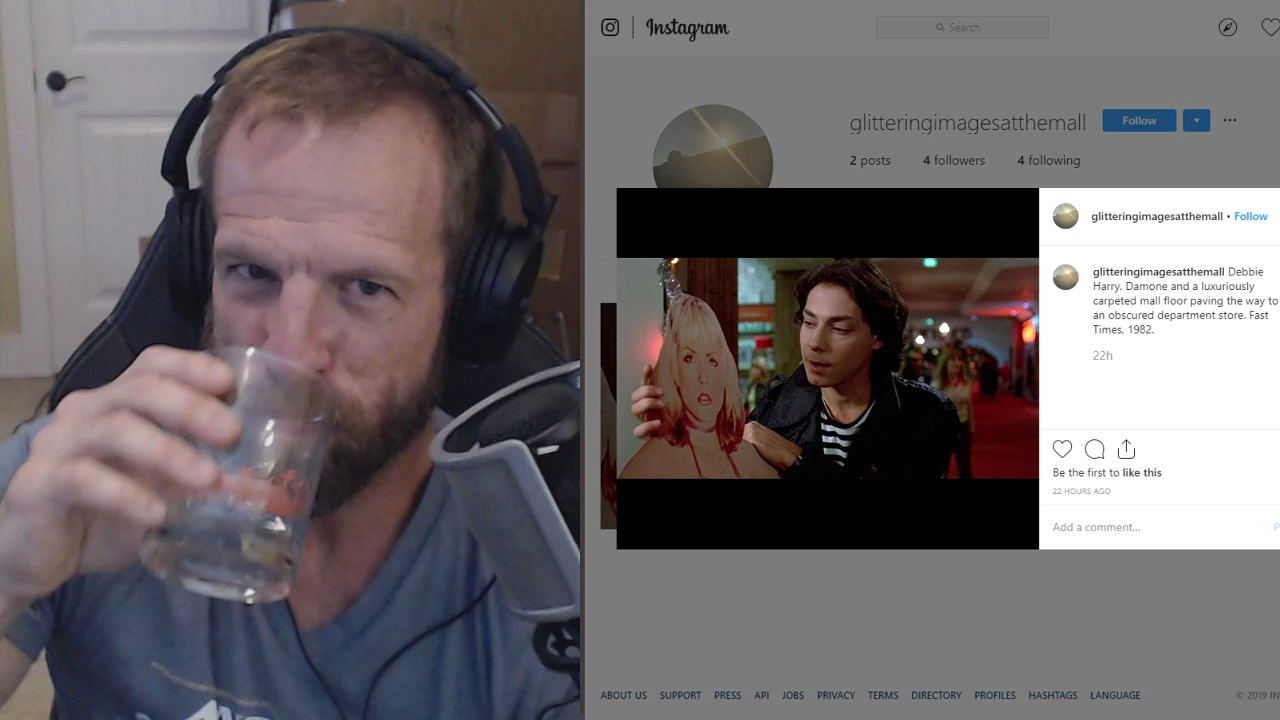 Instagram
Search
glitteringimagesatthemall
Follow
2 posts 4 followers 4 following
glitteringimagesatthemall • Follow
glitteringimagesatthemall Debbie
Harry, Damone and a luxuriously
carpeted mall floor paving the way to
an obscured department store. Fast
Times, 1982.
22h
Be the first to like this
22 HOURS AGO
Add a comment...
ABOUT US SUPPORT PRESS API JOBS PRIVACY TERMS DIRECTORY PROFILES HASHTAGS LANGUAGE © 2019 IN